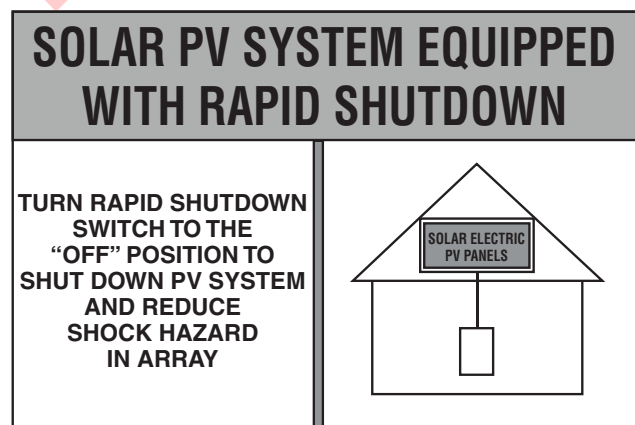 SOLAR PV SYSTEM EQUIPPED
WITH RAPID SHUTDOWN
TURN RAPID SHUTDOWN
SWITCH TO THE
“OFF” POSITION TO
SHUT DOWN PV SYSTEM
AND REDUCE
SHOCK HAZARD
IN ARRAY
SOLAR ELECTRIC
PV PANELS